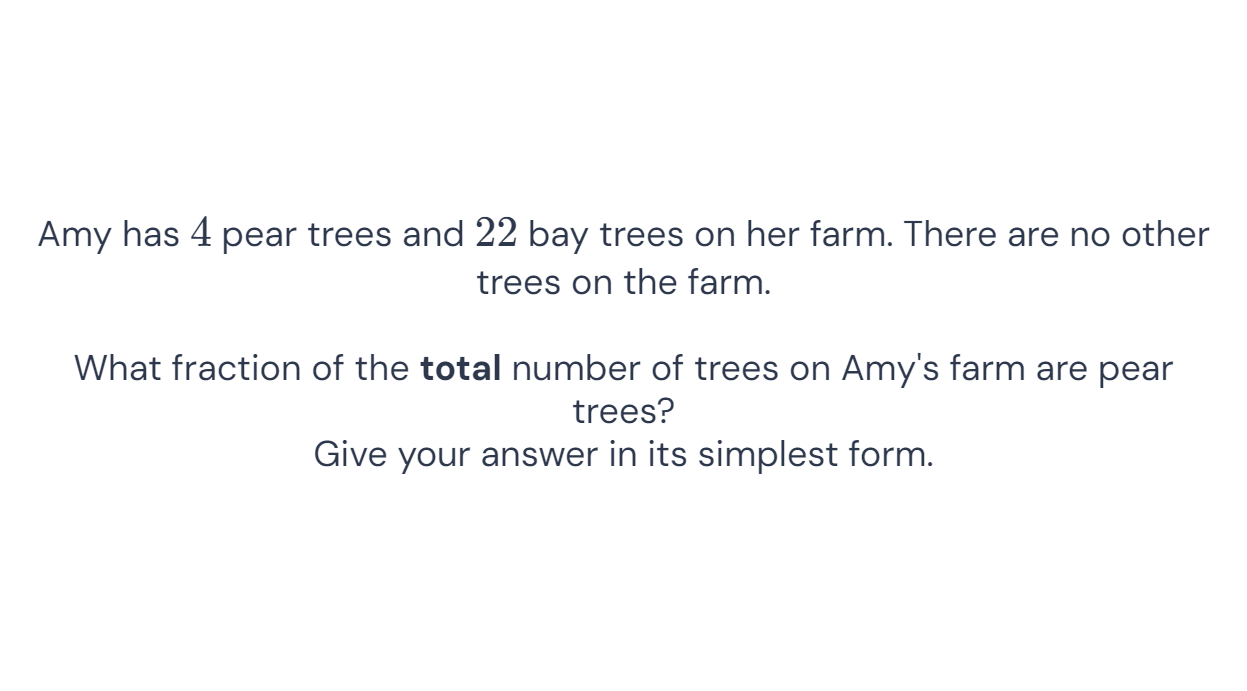 Amy has 4 pear trees and 22 bay trees on her farm. There are no other
trees on the farm.
What fraction of the total number of trees on Amy's farm are pear
trees?
Give your answer in its simplest form.